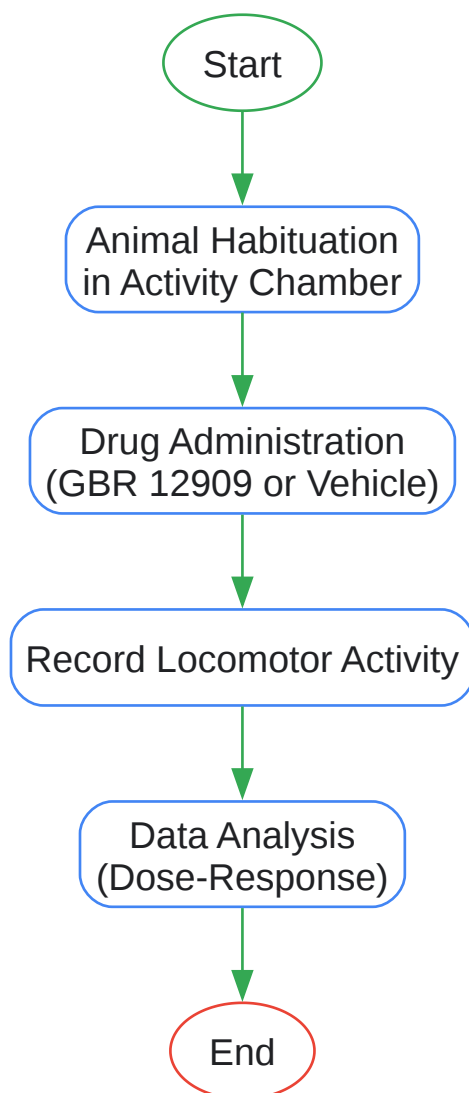 Start
Animal Habituation
in Activity Chamber
Drug Administration
(GBR 12909 or Vehicle)
Record Locomotor Activity
Data Analysis
(Dose-Response)
End